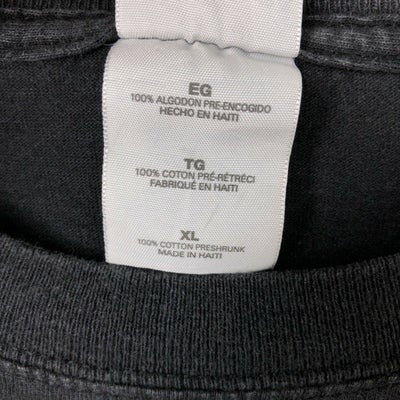 EG
100% ALGODON PRE-ENCOGIDO
HECHO EN HAITI
TG
100% COTON PRÉ-RÉTRÉCI
FABRIQUÉ EN HAITI
XL
100% COTTON PRESHRUNK
MADE IN HAITI